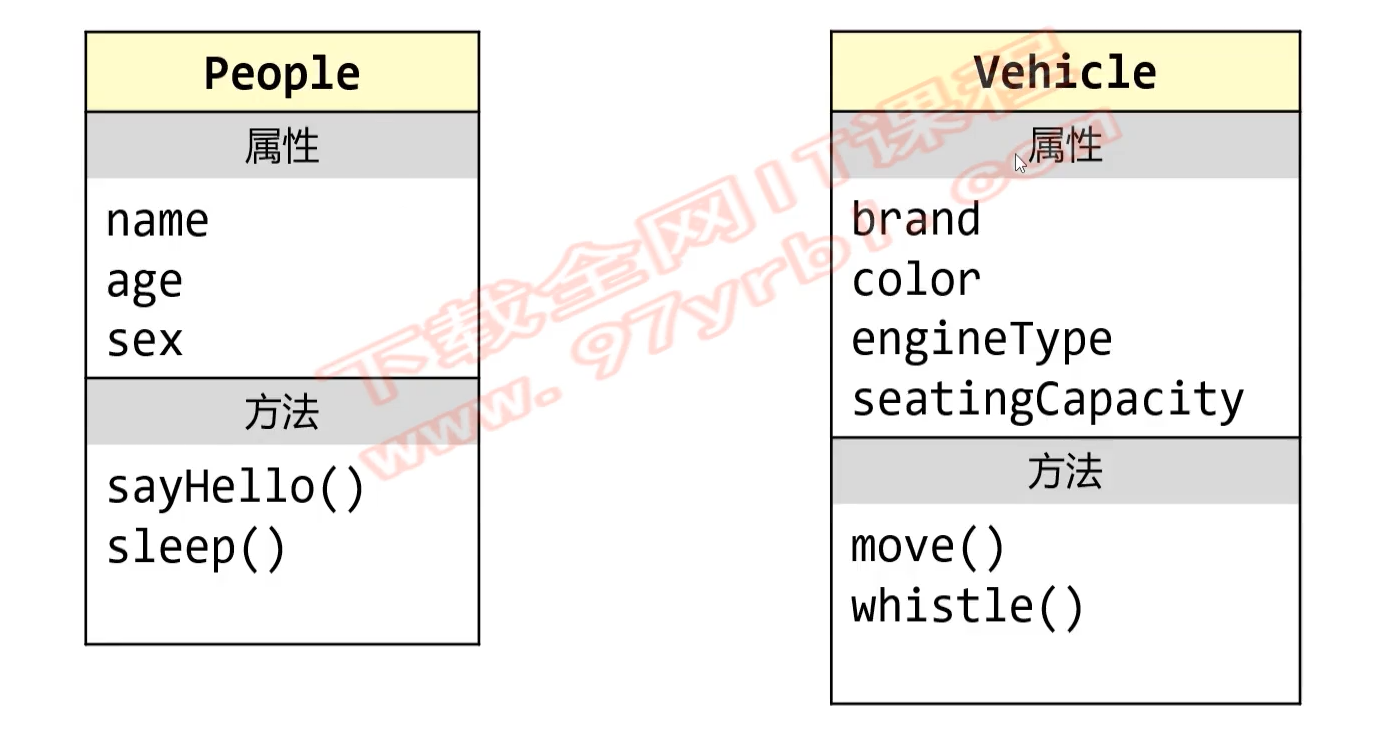 People
属性
name
age
sex
方法
sayHello()
sleep()
Vehicle
属性
brand
color
engineType
seatingCapacity
方法
move()
whistle()
下载全网IT课程
www.97yrbl.com